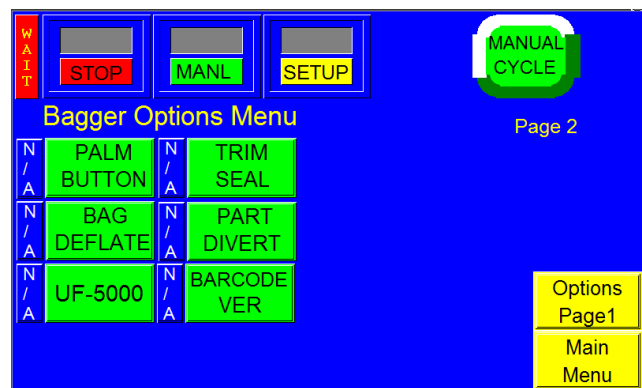 WAIT
STOP
MANL
SETUP
MANUAL
CYCLE
Bagger Options Menu
Page 2
N/A
PALM
BUTTON
N/A
TRIM
SEAL
N/A
BAG
DEFLATE
N/A
PART
DIVERT
N/A
UF-5000
N/A
BARCODE
VER
Options
Page1
Main
Menu